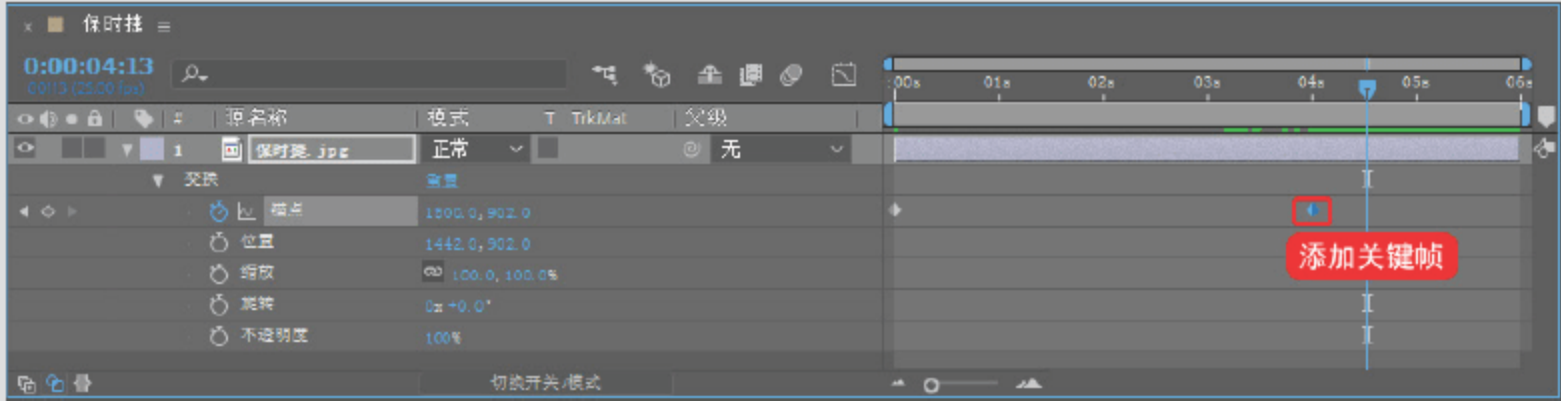 × 保时捷 ≡
0:00:04:13
00113 (25.00 fps)
:00s 01s 02s 03s 04s 05s 06s
# 源名称 模式 T TrkMat 父级
1 保时捷.jpg 正常 无
变换 重置
锚点 1500.0,902.0
添加关键帧
位置 1442.0,902.0
缩放 100.0,100.0%
旋转 0x+0.0°
不透明度 100%
切换开关/模式